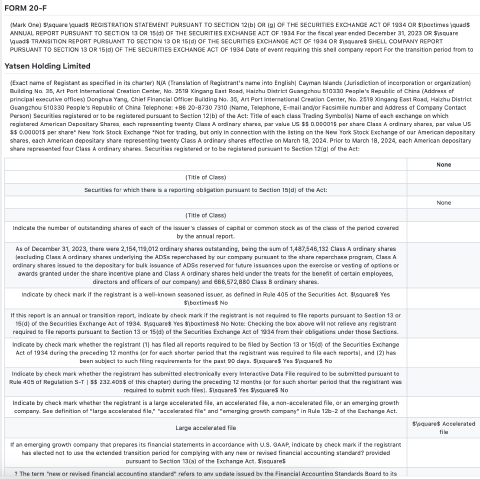 FORM 20-F
(Mark One) $\square \quad$ REGISTRATION STATEMENT PURSUANT TO SECTION 12(b) OR (g) OF THE SECURITIES EXCHANGE ACT OF 1934 OR $\boxtimes \quad$
ANNUAL REPORT PURSUANT TO SECTION 13 OR 15(d) OF THE SECURITIES EXCHANGE ACT OF 1934 For the fiscal year ended December 31, 2023 OR $\square
\quad$ TRANSITION REPORT PURSUANT TO SECTION 13 OR 15(d) OF THE SECURITIES EXCHANGE ACT OF 1934 OR $\square$ SHELL COMPANY REPORT
PURSUANT TO SECTION 13 OR 15(d) OF THE SECURITIES EXCHANGE ACT OF 1934 Date of event requiring this shell company report For the transition period from to
Yatsen Holding Limited
(Exact name of Registrant as specified in its charter) N/A (Translation of Registrant's name into English) Cayman Islands (Jurisdiction of incorporation or organization)
Building No. 35, Art Port International Creation Center, No. 2519 Xingang East Road, Haizhu District Guangzhou 510330 People's Republic of China (Address of
principal executive offices) Donghua Yang, Chief Financial Officer Building No. 35, Art Port International Creation Center, No. 2519 Xingang East Road, Haizhu District
Guangzhou 510330 People's Republic of China Telephone: +86 20-8730 7310 (Name, Telephone, E-mail and/or Facsimile number and Address of Company Contact
Person) Securities registered or to be registered pursuant to Section 12(b) of the Act: Title of each class Trading Symbol(s) Name of each exchange on which
registered American Depositary Shares, each representing twenty Class A ordinary shares, par value US $$ 0.00001$ per share Class A ordinary shares, par value
US $$ 0.00001$ per share* New York Stock Exchange *Not for trading, but only in connection with the listing on the New York Stock Exchange of our American depositary
shares, each American depositary share representing twenty Class A ordinary shares effective on March 18, 2024. Prior to March 18, 2024, each American depositary
share represented four Class A ordinary shares. Securities registered or to be registered pursuant to Section 12(g) of the Act:
None
(Title of Class)
Securities for which there is a reporting obligation pursuant to Section 15(d) of the Act:
None
(Title of Class)
Indicate the number of outstanding shares of each of the issuer's classes of capital or common stock as of the close of the period covered
by the annual report.
As of December 31, 2023, there were 2,154,119,012 ordinary shares outstanding, being the sum of 1,487,546,132 Class A ordinary shares
(excluding Class A ordinary shares underlying the ADSs repurchased by our company pursuant to the share repurchase program, Class A
ordinary shares issued to the depositary for bulk issuance of ADSs reserved for future issuances upon the exercise or vesting of options or
awards granted under the share incentive plans and Class A ordinary shares held under the trusts for the benefit of certain employees,
directors and officers of our company) and 666,572,880 Class B ordinary shares.
Indicate by check mark if the registrant is a well-known seasoned issuer, as defined in Rule 405 of the Securities Act. $\square$ Yes
$\boxtimes$ No
If this report is an annual or transition report, indicate by check mark if the registrant is not required to file reports pursuant to Section 13 or
15(d) of the Securities Exchange Act of 1934. $\square$ Yes $\boxtimes$ No Note: Checking the box above will not relieve any registrant
required to file reports pursuant to Section 13 or 15(d) of the Securities Exchange Act of 1934 from their obligations under those Sections.
Indicate by check mark whether the registrant (1) has filed all reports required to be filed by Section 13 or 15(d) of the Securities Exchange
Act of 1934 during the preceding 12 months (or for each shorter period that the registrant was required to file such reports), and (2) has
been subject to such filing requirements for the past 90 days. $\square$ Yes $\square$ No
Indicate by check mark whether the registrant has submitted electronically every Interactive Data File required to be submitted pursuant to
Rule 405 of Regulation S-T ( $$ 232.405$$ of this chapter) during the preceding 12 months (or for such shorter period that the registrant was
required to submit such files). $\square$ Yes $\square$ No
Indicate by check mark whether the registrant is a large accelerated filer, an accelerated filer, a non-accelerated filer, or an emerging growth
company. See definition of "large accelerated filer," "accelerated filer" and "emerging growth company" in Rule 12b-2 of the Exchange Act.
Large accelerated filer
$\square$ Accelerated
filer
If an emerging growth company that prepares its financial statements in accordance with U.S. GAAP, indicate by check mark if the registrant
has elected not to use the extended transition period for complying with any new or revised financial accounting standard? provided
pursuant to Section 13(a) of the Exchange Act. $\square$
? The term "new or revised financial accounting standard" refers to any update issued by the Financial Accounting Standards Board to its